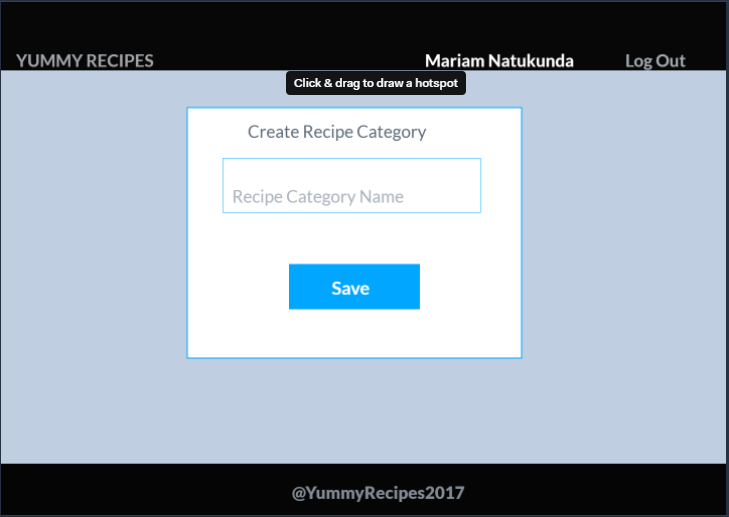 YUMMY RECIPES Mariam Natukunda Log Out
Click & drag to draw a hotspot
Create Recipe Category
Recipe Category Name
Save
@YummyRecipes2017